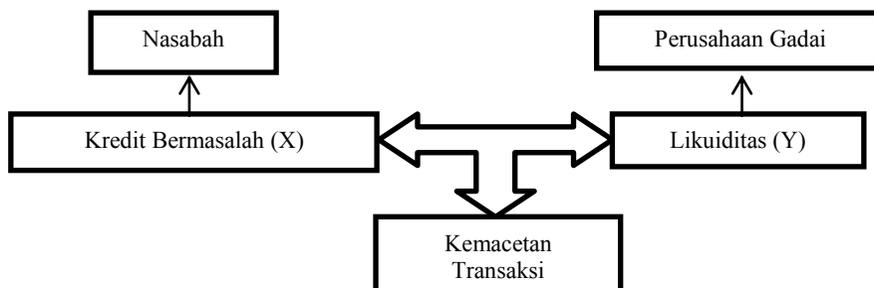 Nasabah
Perusahaan Gadai
Kredit Bermasalah (X)
Likuiditas (Y)
Kemacetan
Transaksi